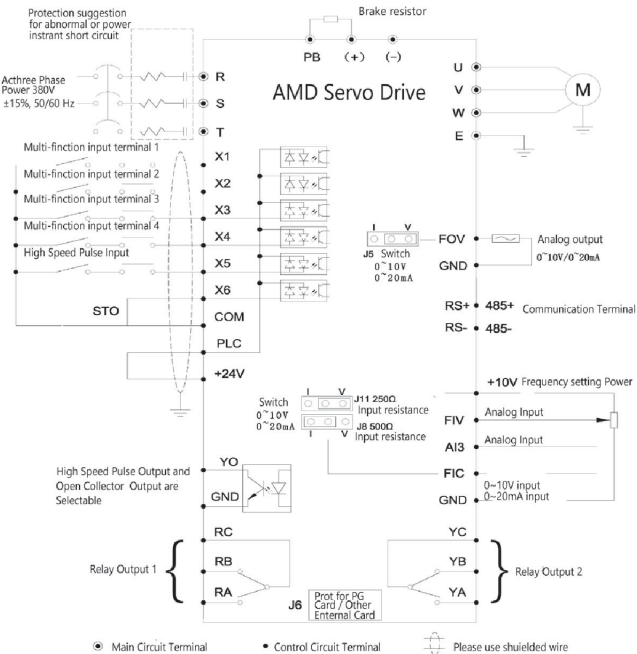 Protection suggestion
for abnormal or power
instrant short circuit
Brake resistor
PB (+) (-)
AMD Servo Drive
Acthree Phase
Power 380V
±15%, 50/60 Hz
R
S
T
U
V
W
E
M
Multi-finction input terminal 1
Multi-finction input terminal 2
Multi-finction input terminal 3
Multi-finction input terminal 4
High Speed Pulse Input
X1
X2
X3
X4
X5
X6
STO
COM
PLC
+24V
I V
J5 Switch
0~10V
0~20mA
FOV
GND
Analog output
0~10V/0~20mA
RS+ 485+
RS- 485-
Communication Terminal
+10V Frequency setting Power
Switch
0~10V
0~20mA
I V
J11 250Ω
Input resistance
J8 500Ω
Input resistance
I V
FIV Analog Input
AI3 Analog Input
FIC
0~10V input
GND 0~20mA input
High Speed Pulse Output and
Open Collector Output are
Selectable
YO
GND
RC
RB
RA
Relay Output 1
YC
YB
YA
Relay Output 2
J6
Prot for PG
Card / Other
Enternal Card
Main Circuit Terminal
Control Circuit Terminal
Please use shuielded wire